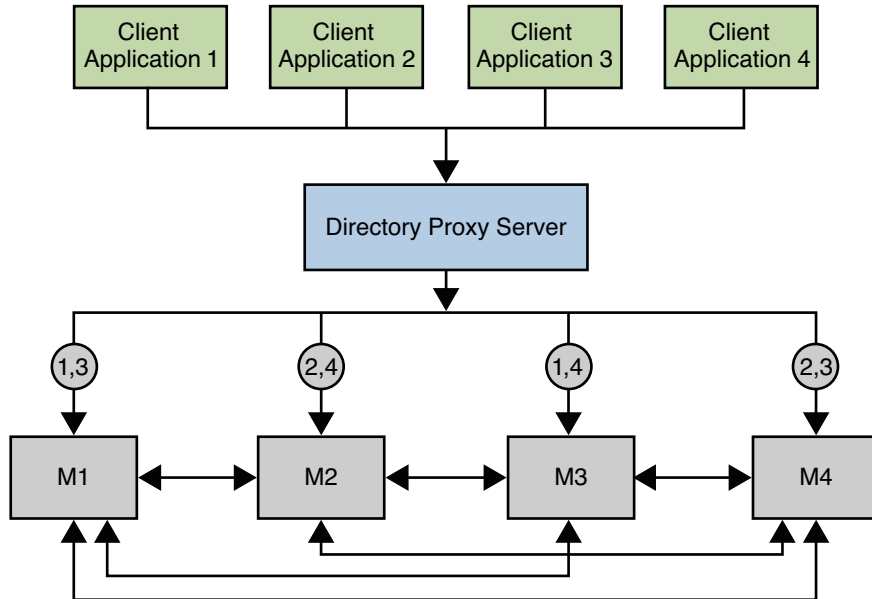 Client
Application 1
Client
Application 2
Client
Application 3
Client
Application 4
Directory Proxy Server
1,3
2,4
1,4
2,3
M1
M2
M3
M4